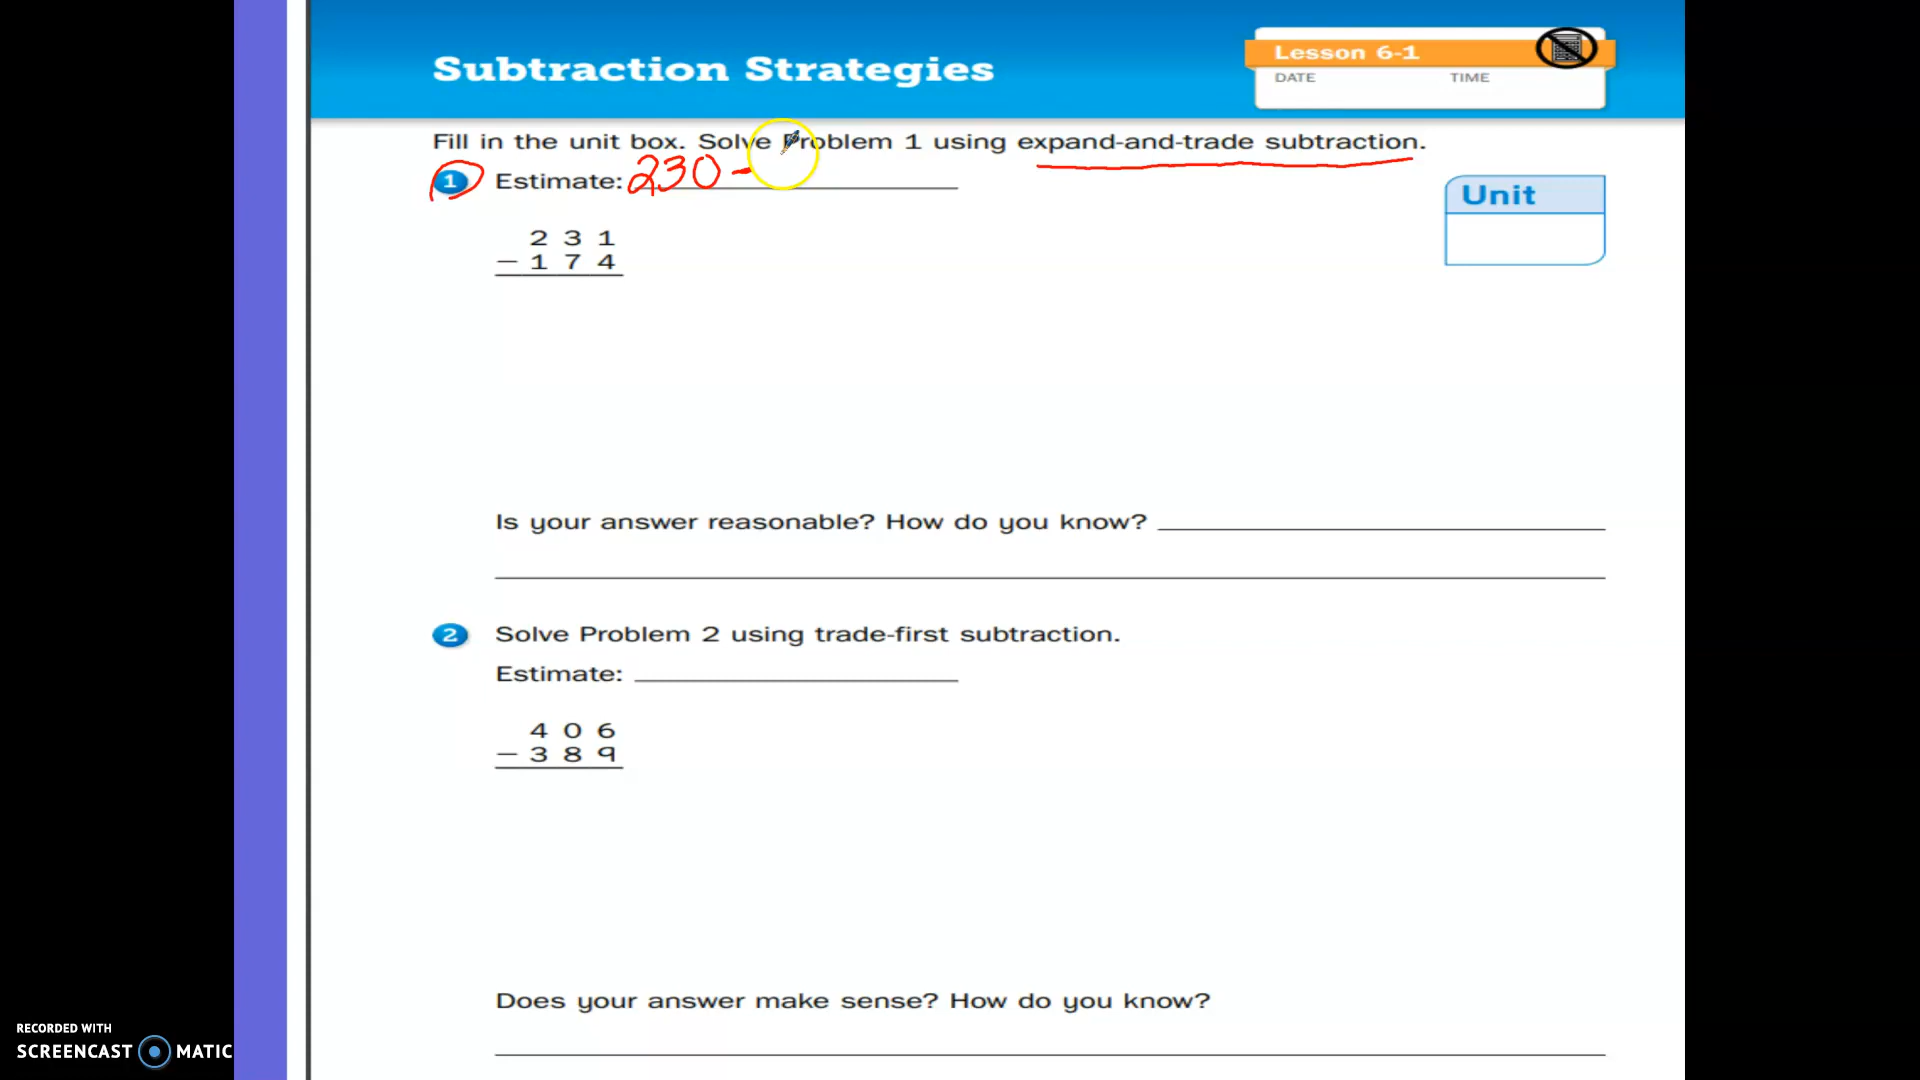 Subtraction Strategies
Lesson 6-1
DATE TIME
Fill in the unit box. Solve Problem 1 using expand-and-trade subtraction.
1 Estimate: 230 -
Unit
2 3 1
− 1 7 4
Is your answer reasonable? How do you know?
2 Solve Problem 2 using trade-first subtraction.
Estimate:
4 0 6
− 3 8 9
Does your answer make sense? How do you know?
RECORDED WITH
SCREENCAST MATIC